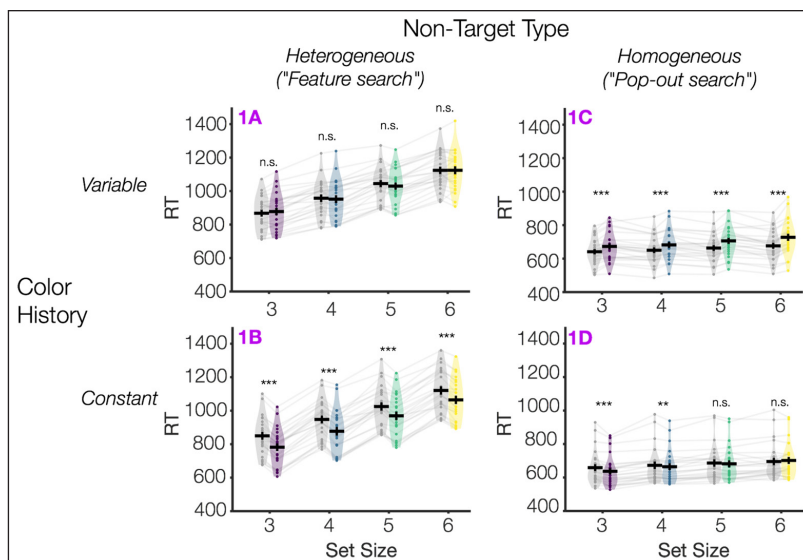 Non-Target Type
Heterogeneous
("Feature search")
Homogeneous
("Pop-out search")
Color
History
Variable
Constant
1A
RT
1400
1200
1000
800
600
400
n.s.
n.s.
n.s.
n.s.
3
4
5
6
1C
RT
1400
1200
1000
800
600
400
***
***
***
***
3
4
5
6
1B
RT
1400
1200
1000
800
600
400
***
***
***
***
3
4
5
6
Set Size
1D
RT
1400
1200
1000
800
600
400
***
**
n.s.
n.s.
3
4
5
6
Set Size